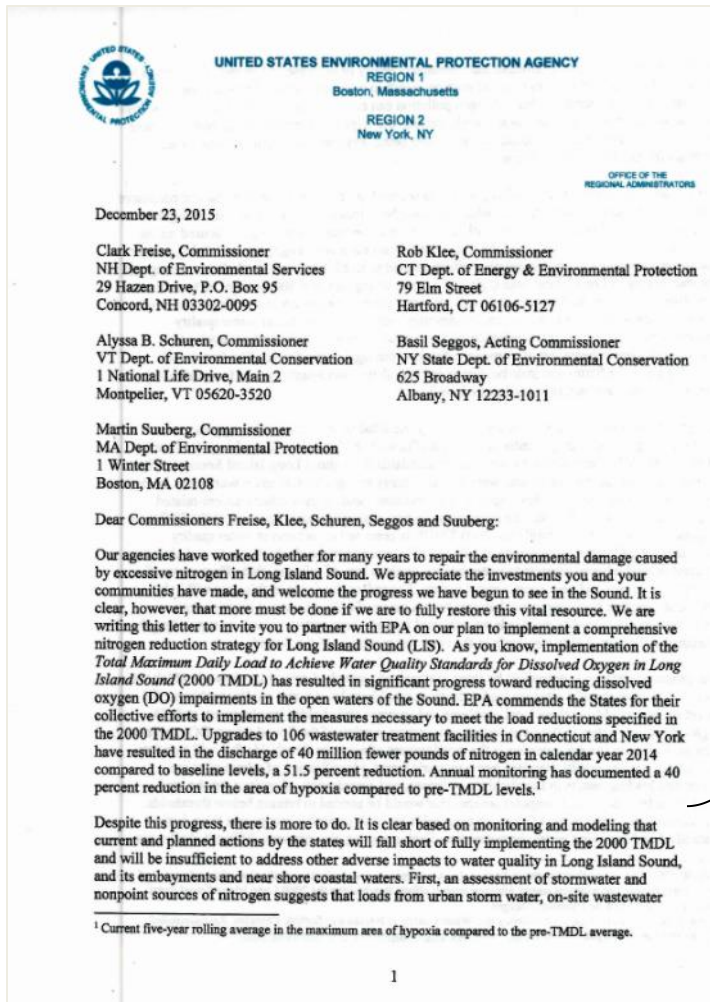 UNITED STATES ENVIRONMENTAL PROTECTION AGENCY
REGION 1
Boston, Massachusetts
REGION 2
New York, NY
UNITED STATES
ENVIRONMENTAL PROTECTION AGENCY
OFFICE OF THE
REGIONAL ADMINISTRATORS
December 23, 2015
Clark Freise, Commissioner
NH Dept. of Environmental Services
29 Hazen Drive, P.O. Box 95
Concord, NH 03302-0095
Rob Klee, Commissioner
CT Dept. of Energy & Environmental Protection
79 Elm Street
Hartford, CT 06106-5127
Alyssa B. Schuren, Commissioner
VT Dept. of Environmental Conservation
1 National Life Drive, Main 2
Montpelier, VT 05620-3520
Basil Seggos, Acting Commissioner
NY State Dept. of Environmental Conservation
625 Broadway
Albany, NY 12233-1011
Martin Suuberg, Commissioner
MA Dept. of Environmental Protection
1 Winter Street
Boston, MA 02108
Dear Commissioners Freise, Klee, Schuren, Seggos and Suuberg:
Our agencies have worked together for many years to repair the environmental damage caused
by excessive nitrogen in Long Island Sound. We appreciate the investments you and your
communities have made, and welcome the progress we have begun to see in the Sound. It is
clear, however, that more must be done if we are to fully restore this vital resource. We are
writing this letter to invite you to partner with EPA on our plan to implement a comprehensive
nitrogen reduction strategy for Long Island Sound (LIS). As you know, implementation of the
Total Maximum Daily Load to Achieve Water Quality Standards for Dissolved Oxygen in Long
Island Sound (2000 TMDL) has resulted in significant progress toward reducing dissolved
oxygen (DO) impairments in the open waters of the Sound. EPA commends the States for their
collective efforts to implement the measures necessary to meet the load reductions specified in
the 2000 TMDL. Upgrades to 106 wastewater treatment facilities in Connecticut and New York
have resulted in the discharge of 40 million fewer pounds of nitrogen in calendar year 2014
compared to baseline levels, a 51.5 percent reduction. Annual monitoring has documented a 40
percent reduction in the area of hypoxia compared to pre-TMDL levels.¹
Despite this progress, there is more to do. It is clear based on monitoring and modeling that
current and planned actions by the states will fall short of fully implementing the 2000 TMDL
and will be insufficient to address other adverse impacts to water quality in Long Island Sound,
and its embayments and near shore coastal waters. First, an assessment of stormwater and
nonpoint sources of nitrogen suggests that loads from urban storm water, on-site wastewater
¹ Current five-year rolling average in the maximum area of hypoxia compared to the pre-TMDL average.
1